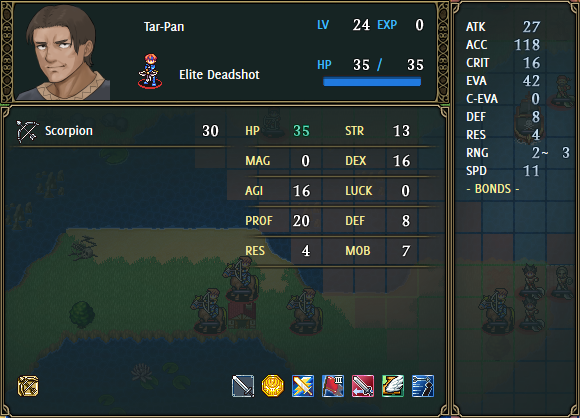 Tar-Pan
LV 24 EXP 0
Elite Deadshot
HP 35 / 35
Scorpion 30
HP 35 STR 13
MAG 0 DEX 16
AGI 16 LUCK 0
PROF 20 DEF 8
RES 4 MOB 7
ATK 27
ACC 118
CRIT 16
EVA 42
C-EVA 0
DEF 8
RES 4
RNG 2~ 3
SPD 11
- BONDS -